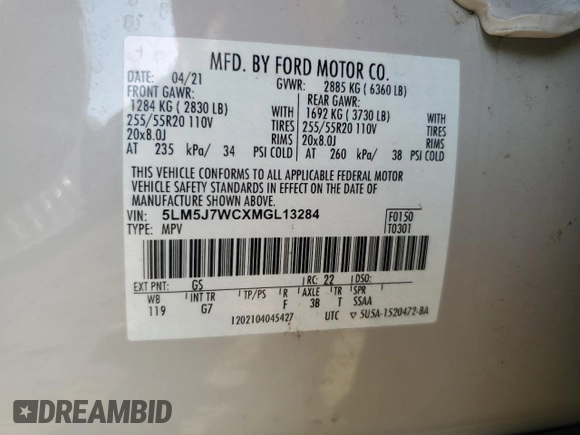 MFD. BY FORD MOTOR CO.
DATE: 04/21 GVWR: 2885 KG ( 6360 LB)
FRONT GAWR: REAR GAWR:
1284 KG ( 2830 LB) WITH 1692 KG ( 3730 LB) WITH
255/55R20 110V TIRES 255/55R20 110V TIRES
20x8.0J RIMS 20x8.0J RIMS
AT 235 kPa/ 34 PSI COLD AT 260 kPa/ 38 PSI COLD
THIS VEHICLE CONFORMS TO ALL APPLICABLE FEDERAL MOTOR
VEHICLE SAFETY STANDARDS IN EFFECT ON THE DATE OF
MANUFACTURE SHOWN ABOVE.
VIN: 5LM5J7WCXMGL13284 F0150
TYPE: MPV T0301
EXT PNT: GS RC: 22 DSO:
WB INT TR TP/PS R AXLE TR SPR
119 G7 F 3B T SSAA
1202104045427 UTC ▽ 5U5A-1520472-BA
DREAMBID